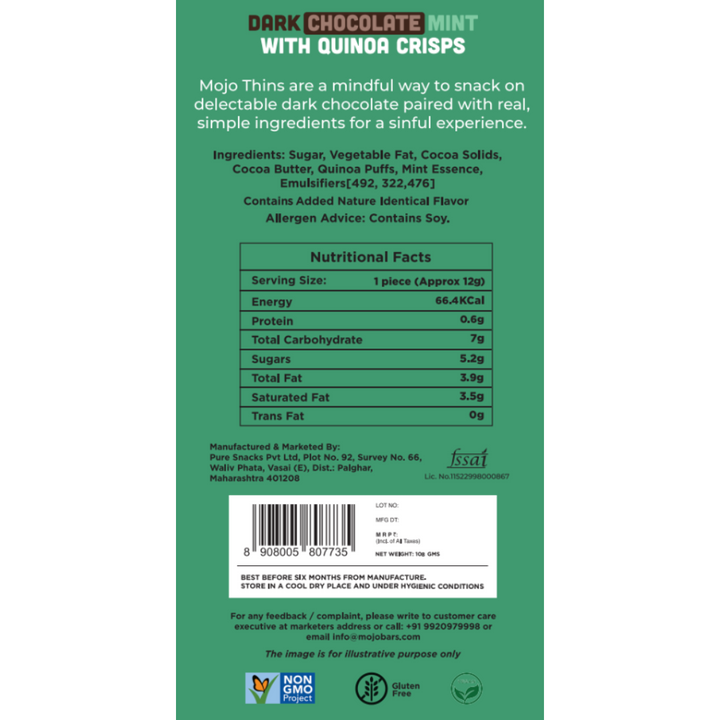 DARK CHOCOLATE MINT
WITH QUINOA CRISPS
Mojo Thins are a mindful way to snack on
delectable dark chocolate paired with real,
simple ingredients for a sinful experience.
Ingredients: Sugar, Vegetable Fat, Cocoa Solids,
Cocoa Butter, Quinoa Puffs, Mint Essence,
Emulsifiers[492, 322,476]
Contains Added Nature Identical Flavor
Allergen Advice: Contains Soy.
Nutritional Facts
Serving Size: 1 piece (Approx 12g)
Energy 66.4KCal
Protein 0.6g
Total Carbohydrate 7g
Sugars 5.2g
Total Fat 3.9g
Saturated Fat 3.5g
Trans Fat 0g
Manufactured & Marketed By:
Pure Snacks Pvt Ltd, Plot No. 92, Survey No. 66,
Waliv Phata, Vasai (E), Dist.: Palghar,
Maharashtra 401208
fssai
Lic. No.11522998000867
LOT NO:
MFG DT:
M R P T:
(Incl. of All Taxes)
NET WEIGHT: 108 GMS
8 908005 807735
BEST BEFORE SIX MONTHS FROM MANUFACTURE.
STORE IN A COOL DRY PLACE AND UNDER HYGIENIC CONDITIONS
For any feedback / complaint, please write to customer care
executive at marketers address or call: +91 9920979998 or
email info@mojobars.com
The image is for illustrative purpose only
NON
GMO
Project
Gluten
Free